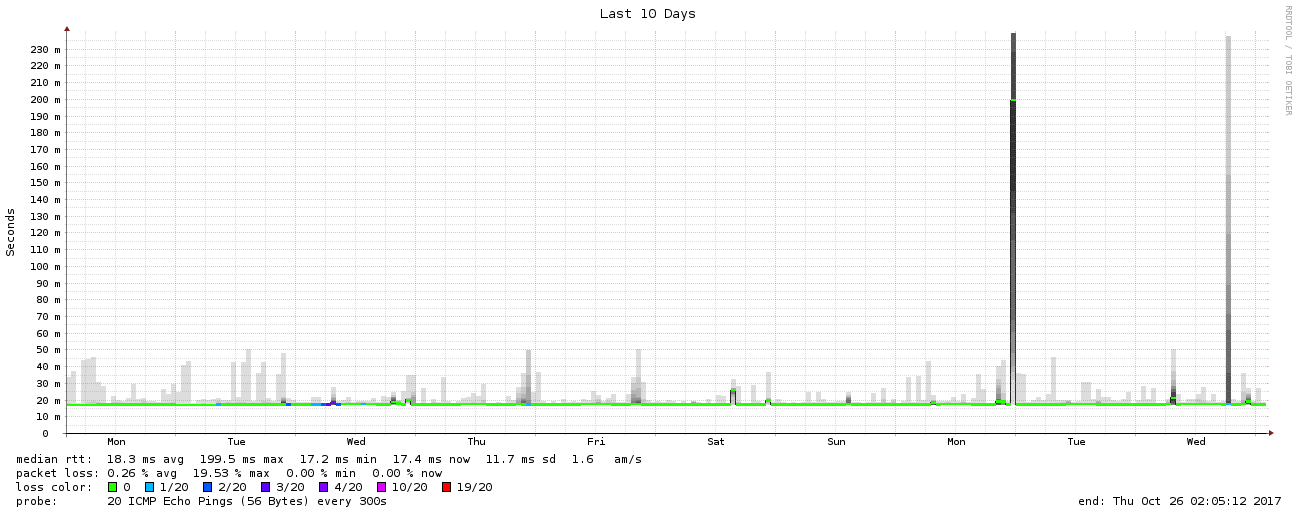 Last 10 Days
RRDTOOL / TOBI OETIKER
Seconds
230 m
220 m
210 m
200 m
190 m
180 m
170 m
160 m
150 m
140 m
130 m
120 m
110 m
100 m
90 m
80 m
70 m
60 m
50 m
40 m
30 m
20 m
10 m
0
Mon Tue Wed Thu Fri Sat Sun Mon Tue Wed
median rtt: 18.3 ms avg 199.5 ms max 17.2 ms min 17.4 ms now 11.7 ms sd 1.6 am/s
packet loss: 0.26 % avg 19.53 % max 0.00 % min 0.00 % now
loss color: 0 1/20 2/20 3/20 4/20 10/20 19/20
probe: 20 ICMP Echo Pings (56 Bytes) every 300s end: Thu Oct 26 02:05:12 2017